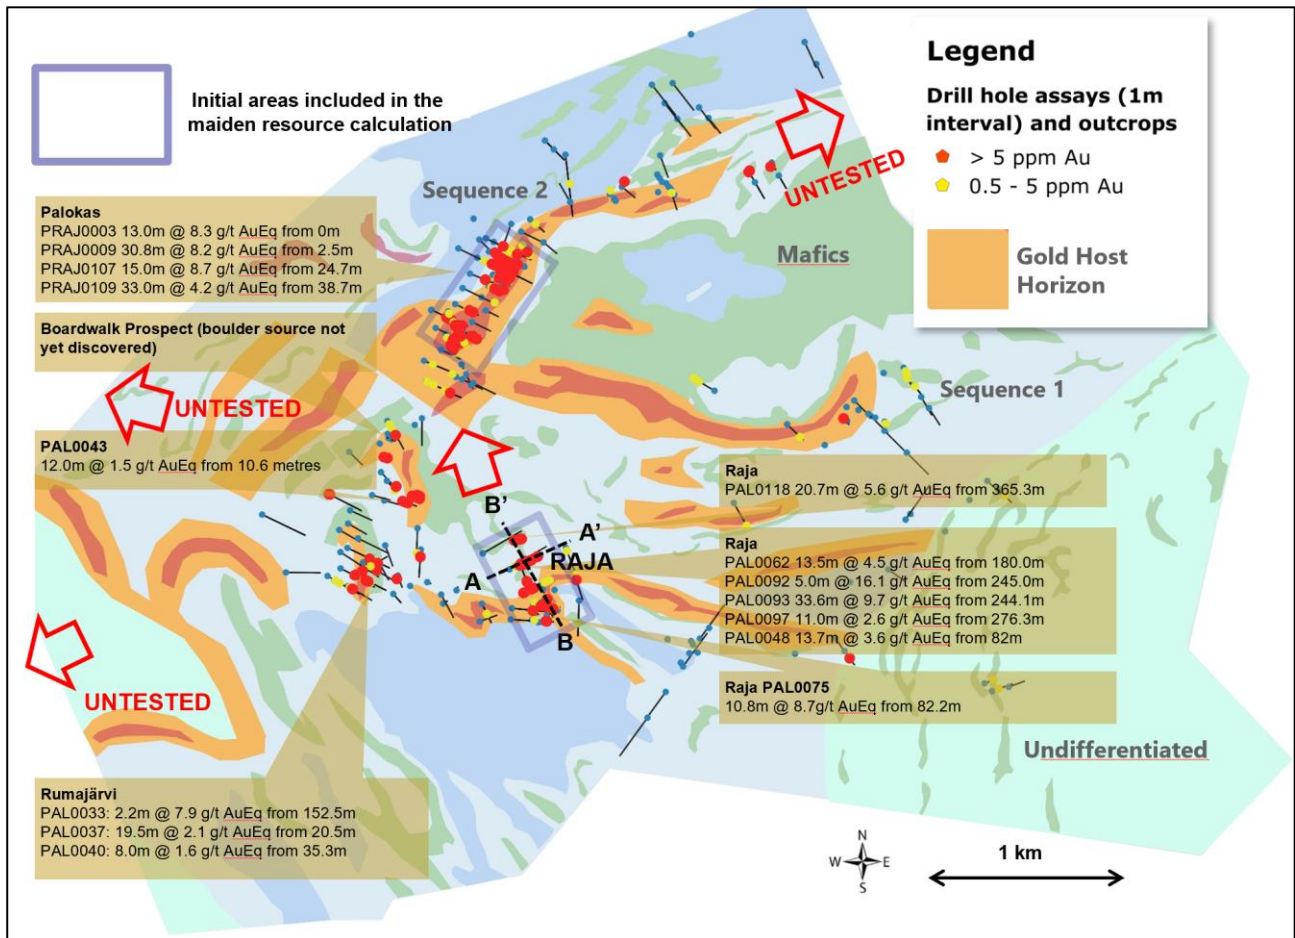 Initial areas included in the
maiden resource calculation
Legend
Drill hole assays (1m
interval) and outcrops
> 5 ppm Au
0.5 - 5 ppm Au
Gold Host
Horizon
Sequence 2
UNTESTED
Palokas
PRAJ0003 13.0m @ 8.3 g/t AuEq from 0m
PRAJ0009 30.8m @ 8.2 g/t AuEq from 2.5m
PRAJ0107 15.0m @ 8.7 g/t AuEq from 24.7m
PRAJ0109 33.0m @ 4.2 g/t AuEq from 38.7m
Mafics
Boardwalk Prospect (boulder source not
yet discovered)
UNTESTED
Sequence 1
PAL0043
12.0m @ 1.5 g/t AuEq from 10.6 metres
Raja
PAL0118 20.7m @ 5.6 g/t AuEq from 365.3m
B'
A'
RAJA
A
B
Raja
PAL0062 13.5m @ 4.5 g/t AuEq from 180.0m
PAL0092 5.0m @ 16.1 g/t AuEq from 245.0m
PAL0093 33.6m @ 9.7 g/t AuEq from 244.1m
PAL0097 11.0m @ 2.6 g/t AuEq from 276.3m
PAL0048 13.7m @ 3.6 g/t AuEq from 82m
UNTESTED
Raja PAL0075
10.8m @ 8.7g/t AuEq from 82.2m
Undifferentiated
Rumajärvi
PAL0033: 2.2m @ 7.9 g/t AuEq from 152.5m
PAL0037: 19.5m @ 2.1 g/t AuEq from 20.5m
PAL0040: 8.0m @ 1.6 g/t AuEq from 35.3m
N
W E
S
1 km